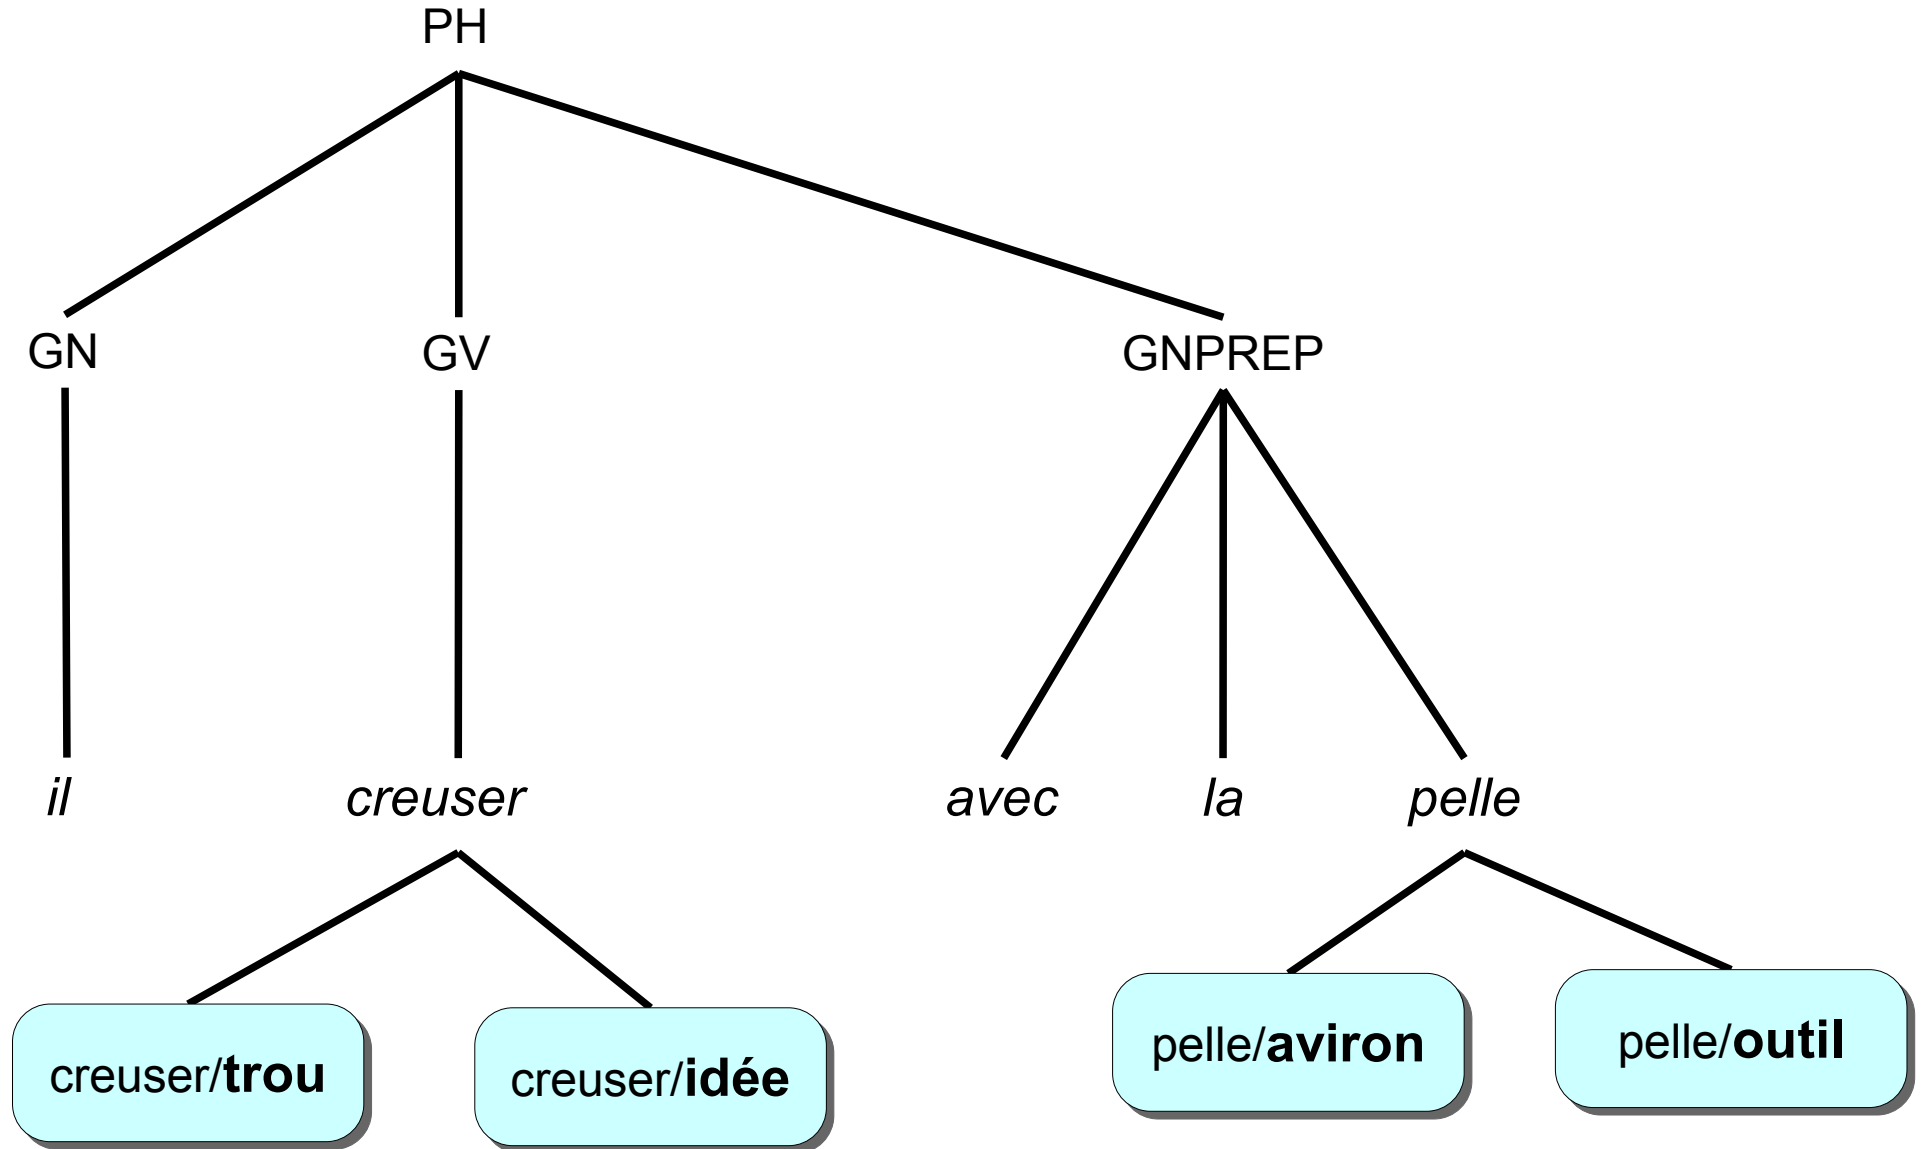 PH
GN
GV
GNPREP
il
creuser
avec
la
pelle
creuser/trou
creuser/idée
pelle/aviron
pelle/outil